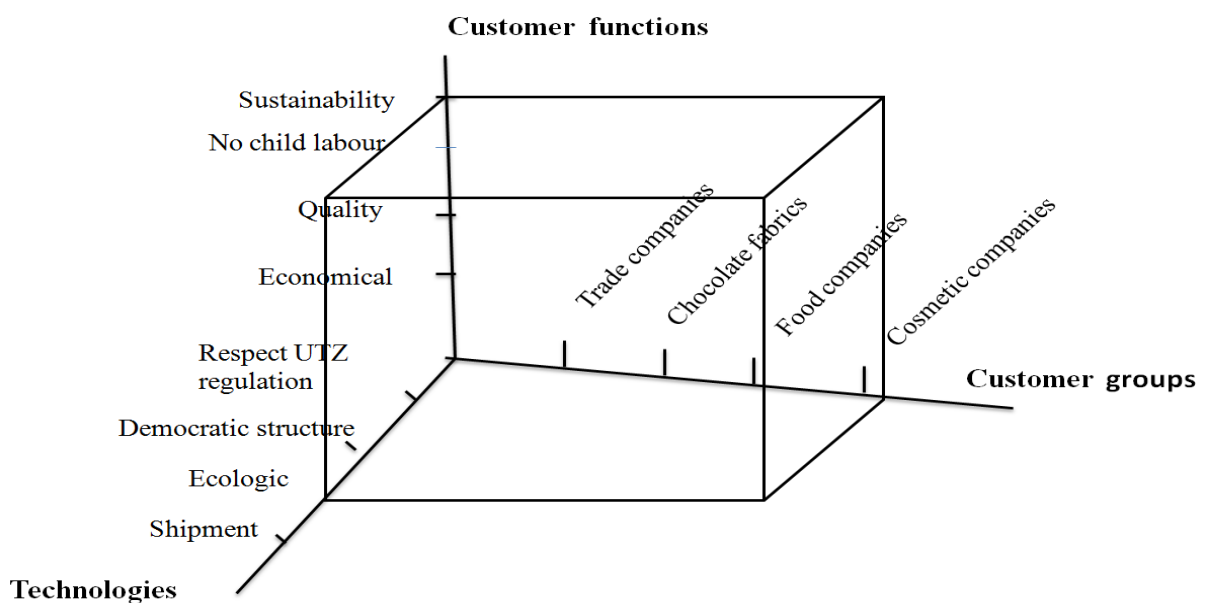 Customer functions
Sustainability
No child labour
Quality
Economical
Trade companies
Chocolate fabrics
Food companies
Cosmetic companies
Respect UTZ
regulation
Customer groups
Democratic structure
Ecologic
Shipment
Technologies